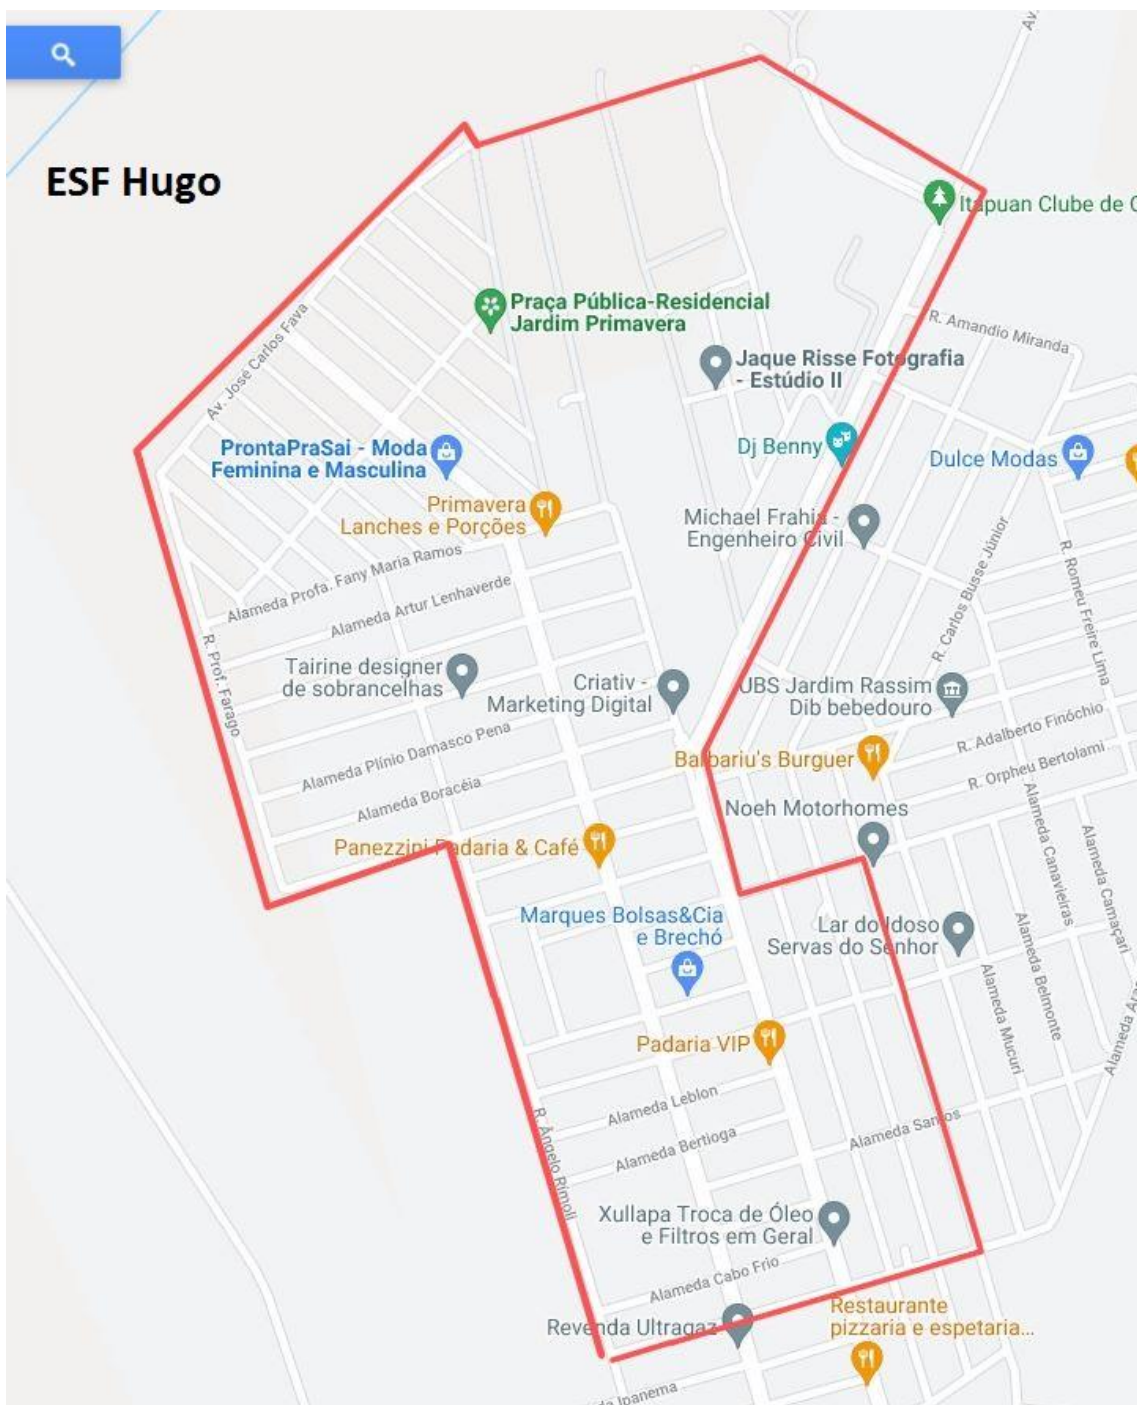 Av.
ESF Hugo
Itapuan Clube de C
Praça Pública-Residencial
Jardim Primavera
R. Amandio Miranda
Av. José Carlos Fava
Jaque Risse Fotografia
- Estúdio II
ProntaPraSai - Moda
Feminina e Masculina
Dj Benny
Dulce Modas
Primavera
Lanches e Porções
Michael Frahia -
Engenheiro Civil
R. Carlos Busse Júnior
R. Romeu Freire Lima
Alameda Profa. Fany Maria Ramos
Alameda Artur Lenhaverde
R. Prof. Farago
Tairine designer
de sobrancelhas
Criativ -
Marketing Digital
UBS Jardim Rassim
Dib bebedouro
R. Adalberto Finóchio
Alameda Plínio Damasco Pena
Barbariu's Burguer
R. Orpheu Bertolami
Alameda Boracéia
Noeh Motorhomes
Panezzini Padaria & Café
Alameda Canavieiras
Alameda Camaçari
Marques Bolsas&Cia
e Brechó
Lar do Idoso
Servas do Senhor
Alameda Belmonte
Alameda Mucuri
Alameda Ara
Padaria VIP
Alameda Leblon
Alameda Santos
Alameda Bertioga
R. Ângelo Rimoli
Xullapa Troca de Óleo
e Filtros em Geral
Alameda Cabo Frio
Revenda Ultragaz
Restaurante
pizzaria e espetaria...
da Ipanema